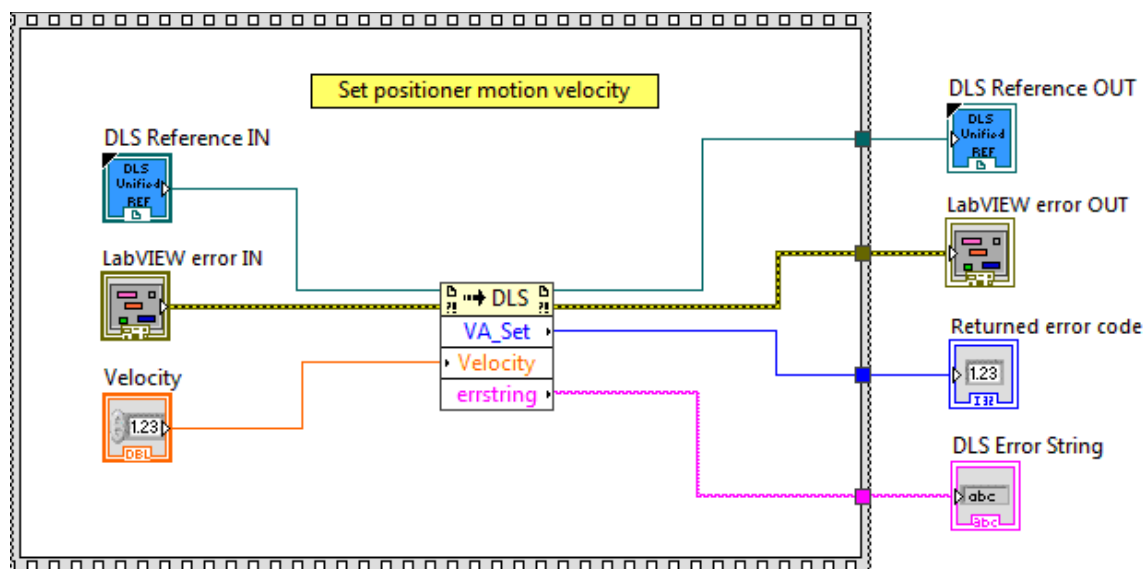 Set positioner motion velocity
DLS Reference OUT
DLS
Unified
REF
DLS Reference IN
DLS
Unified
REF
LabVIEW error OUT
LabVIEW error IN
?! DLS ?!
VA_Set
Velocity
errstring
Returned error code
1.23
I32
Velocity
1.23
DBL
DLS Error String
abc
abc